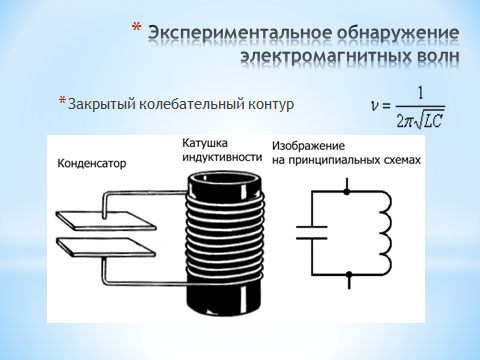 * Экспериментальное обнаружение
электромагнитных волн
* Закрытый колебательный контур
ν = 1 / 2π√LC
Конденсатор
Катушка
индуктивности
Изображение
на принципиальных схемах